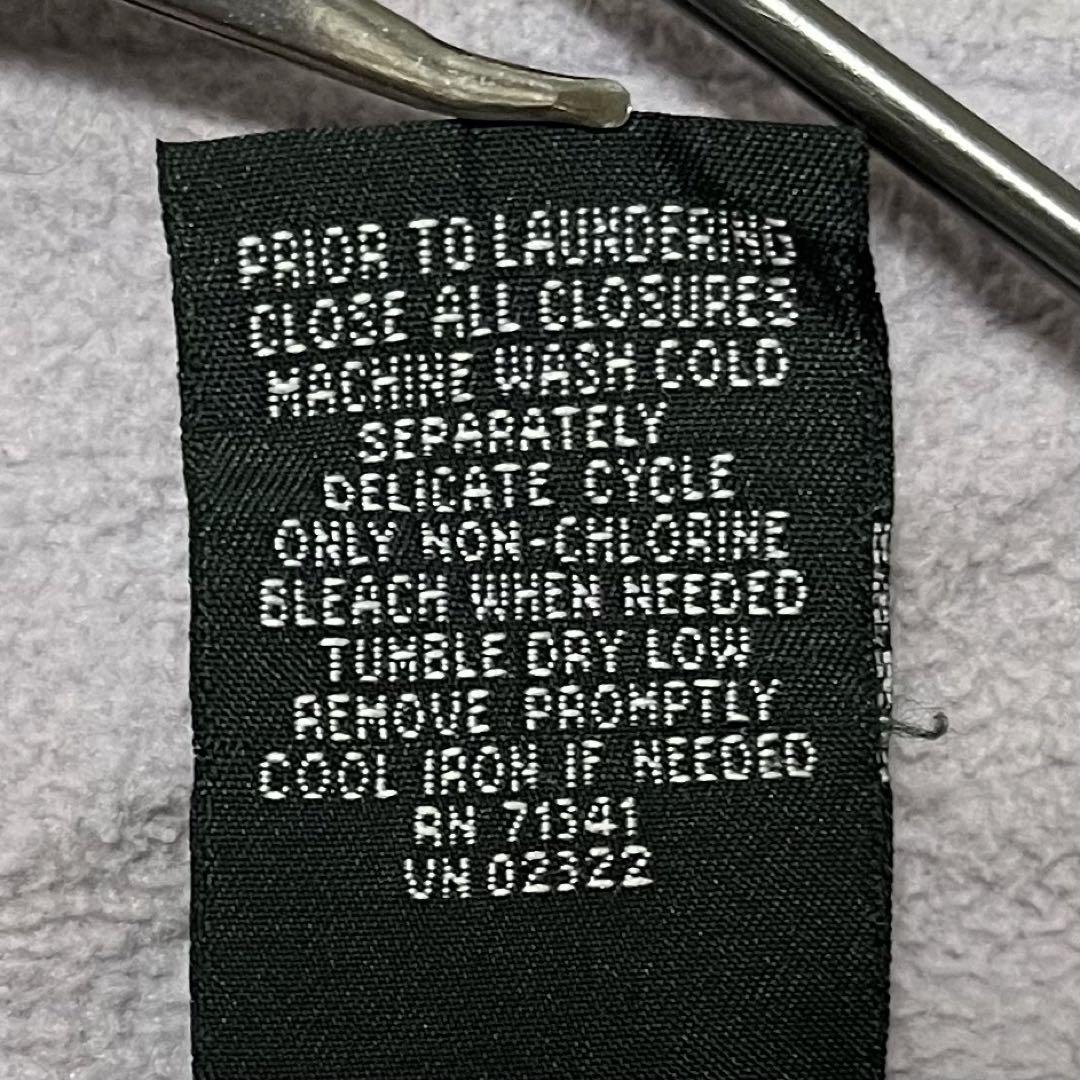 PRIOR TO LAUNDERING
CLOSE ALL CLOSURES
MACHINE WASH COLD
SEPARATELY
DELICATE CYCLE
ONLY NON-CHLORINE
BLEACH WHEN NEEDED
TUMBLE DRY LOW
REMOVE PROMPTLY
COOL IRON IF NEEDED
RN 71341
VN 02322